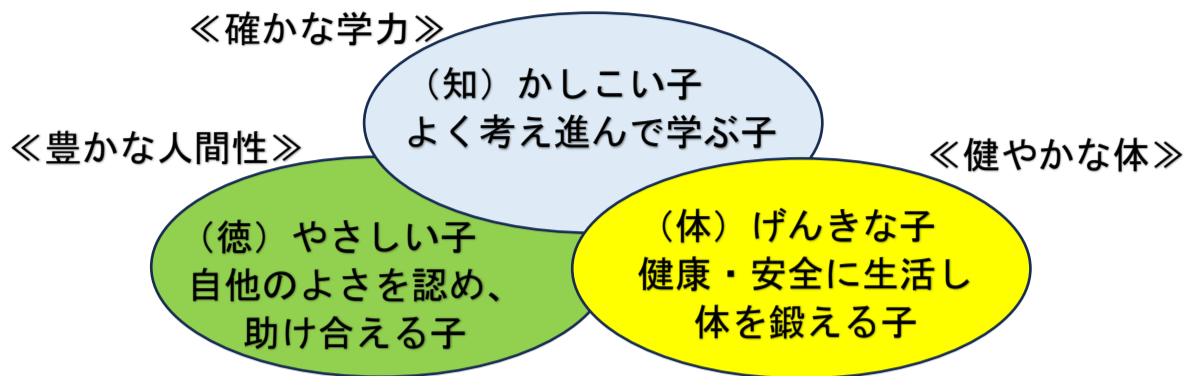 ≪確かな学力≫
（知）かしこい子
よく考え進んで学ぶ子
≪豊かな人間性≫
（徳）やさしい子
自他のよさを認め、
助け合える子
≪健やかな体≫
（体）げんきな子
健康・安全に生活し
体を鍛える子